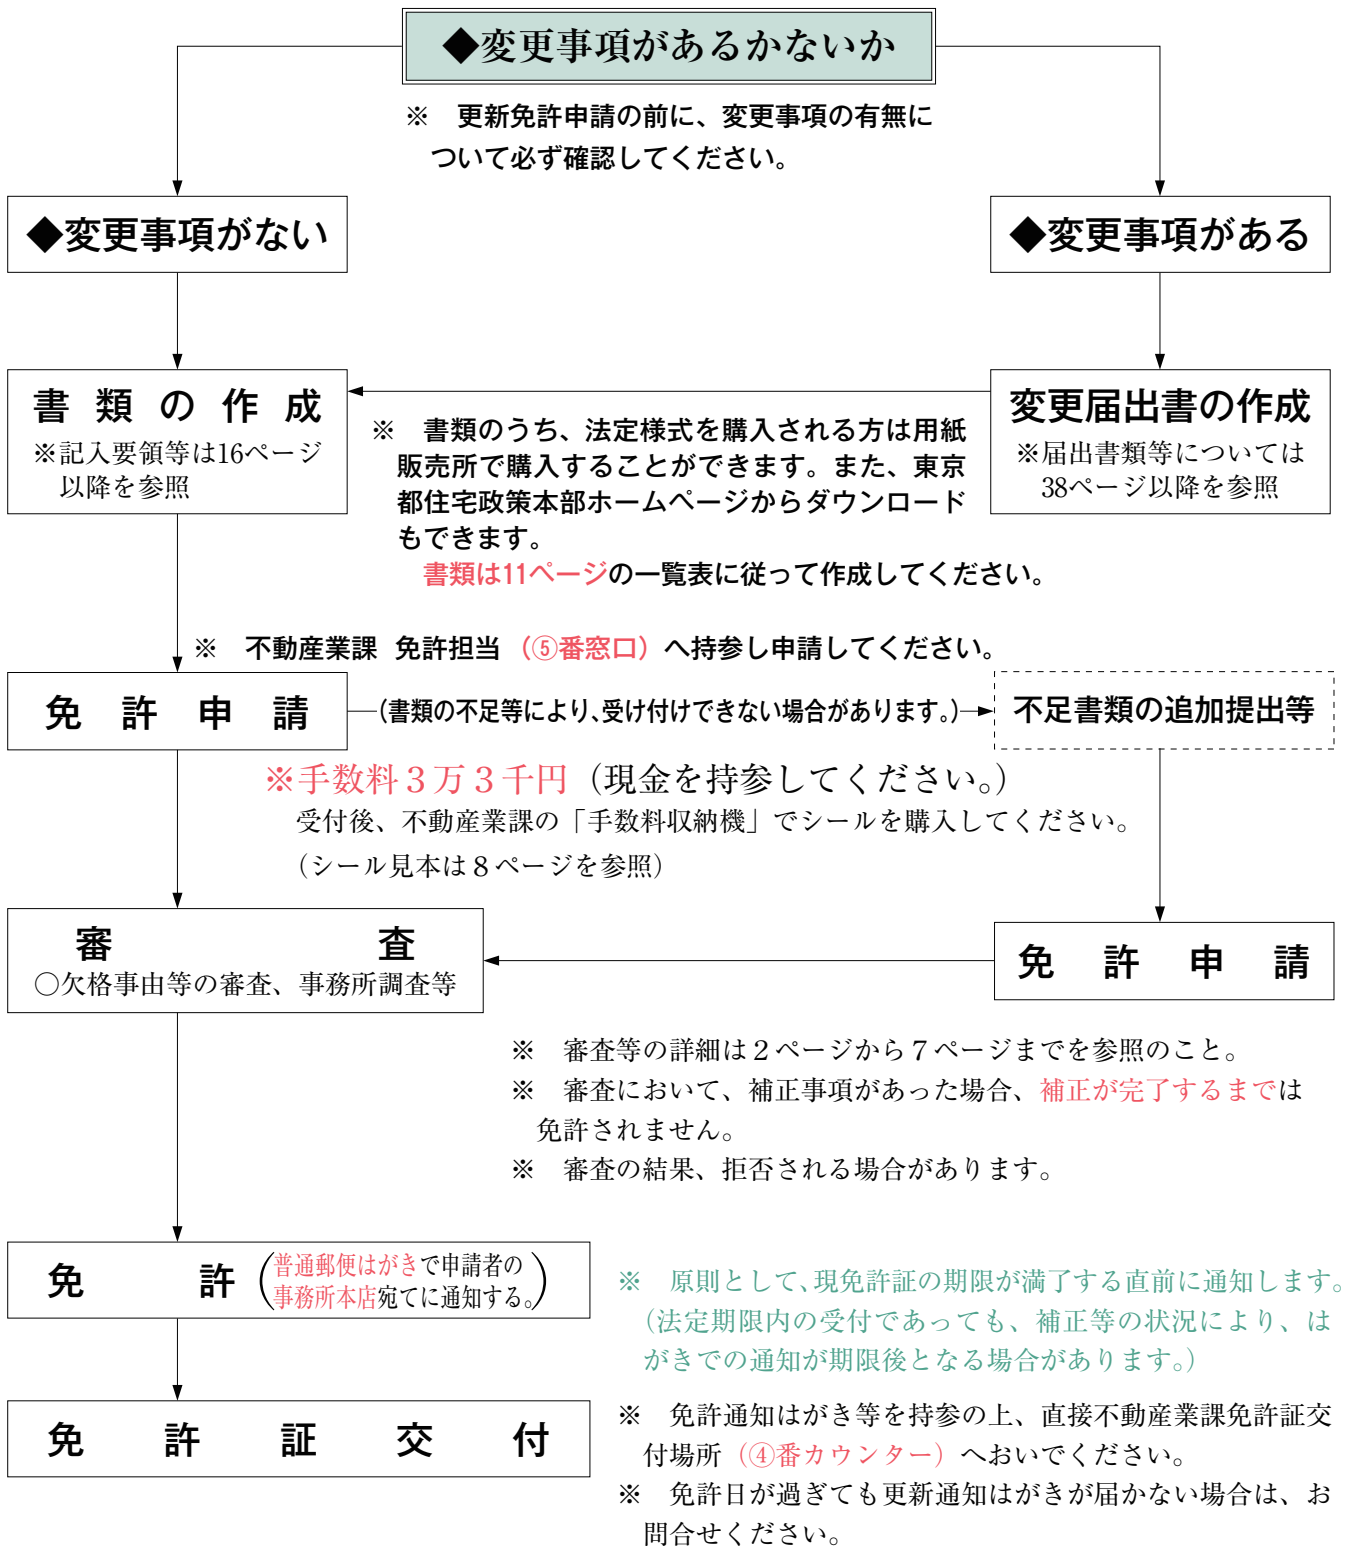 ◆変更事項があるかないか
※　更新免許申請の前に、変更事項の有無に
ついて必ず確認してください。
◆変更事項がない
◆変更事項がある
書類の作成
※記入要領等は16ページ
以降を参照
変更届出書の作成
※届出書類等については
38ページ以降を参照
※　書類のうち、法定様式を購入される方は用紙
販売所で購入することができます。また、東京
都住宅政策本部ホームページからダウンロード
もできます。
書類は11ページの一覧表に従って作成してください。
※　不動産業課 免許担当（⑤番窓口）へ持参し申請してください。
免許申請
(書類の不足等により、受け付けできない場合があります。)
不足書類の追加提出等
※手数料３万３千円（現金を持参してください。）
受付後、不動産業課の「手数料収納機」でシールを購入してください。
（シール見本は８ページを参照）
審査
○欠格事由等の審査、事務所調査等
免許申請
※　審査等の詳細は２ページから７ページまでを参照のこと。
※　審査において、補正事項があった場合、補正が完了するまでは
免許されません。
※　審査の結果、拒否される場合があります。
免許
(普通郵便はがきで申請者の
事務所本店宛てに通知する。)
※　原則として、現免許証の期限が満了する直前に通知します。
（法定期限内の受付であっても、補正等の状況により、は
がきでの通知が期限後となる場合があります。）
免許証交付
※　免許通知はがき等を持参の上、直接不動産業課免許証交
付場所（④番カウンター）へおいでください。
※　免許日が過ぎても更新通知はがきが届かない場合は、お
問合せください。